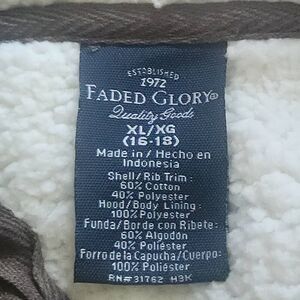 ESTABLISHED
1972
FADED GLORY®
Quality Goods
XL/XG
(16-18)
Made in / Hecho en
Indonesia
Shell/Rib Trim :
60% Cotton
40% Polyester
Hood/Body Lining :
100% Polyester
Funda/Borde con Ribete:
60% Algodón
40% Poliéster
Forro de la Capucha/Cuerpo:
100% Poliéster
RN#31762 H3K